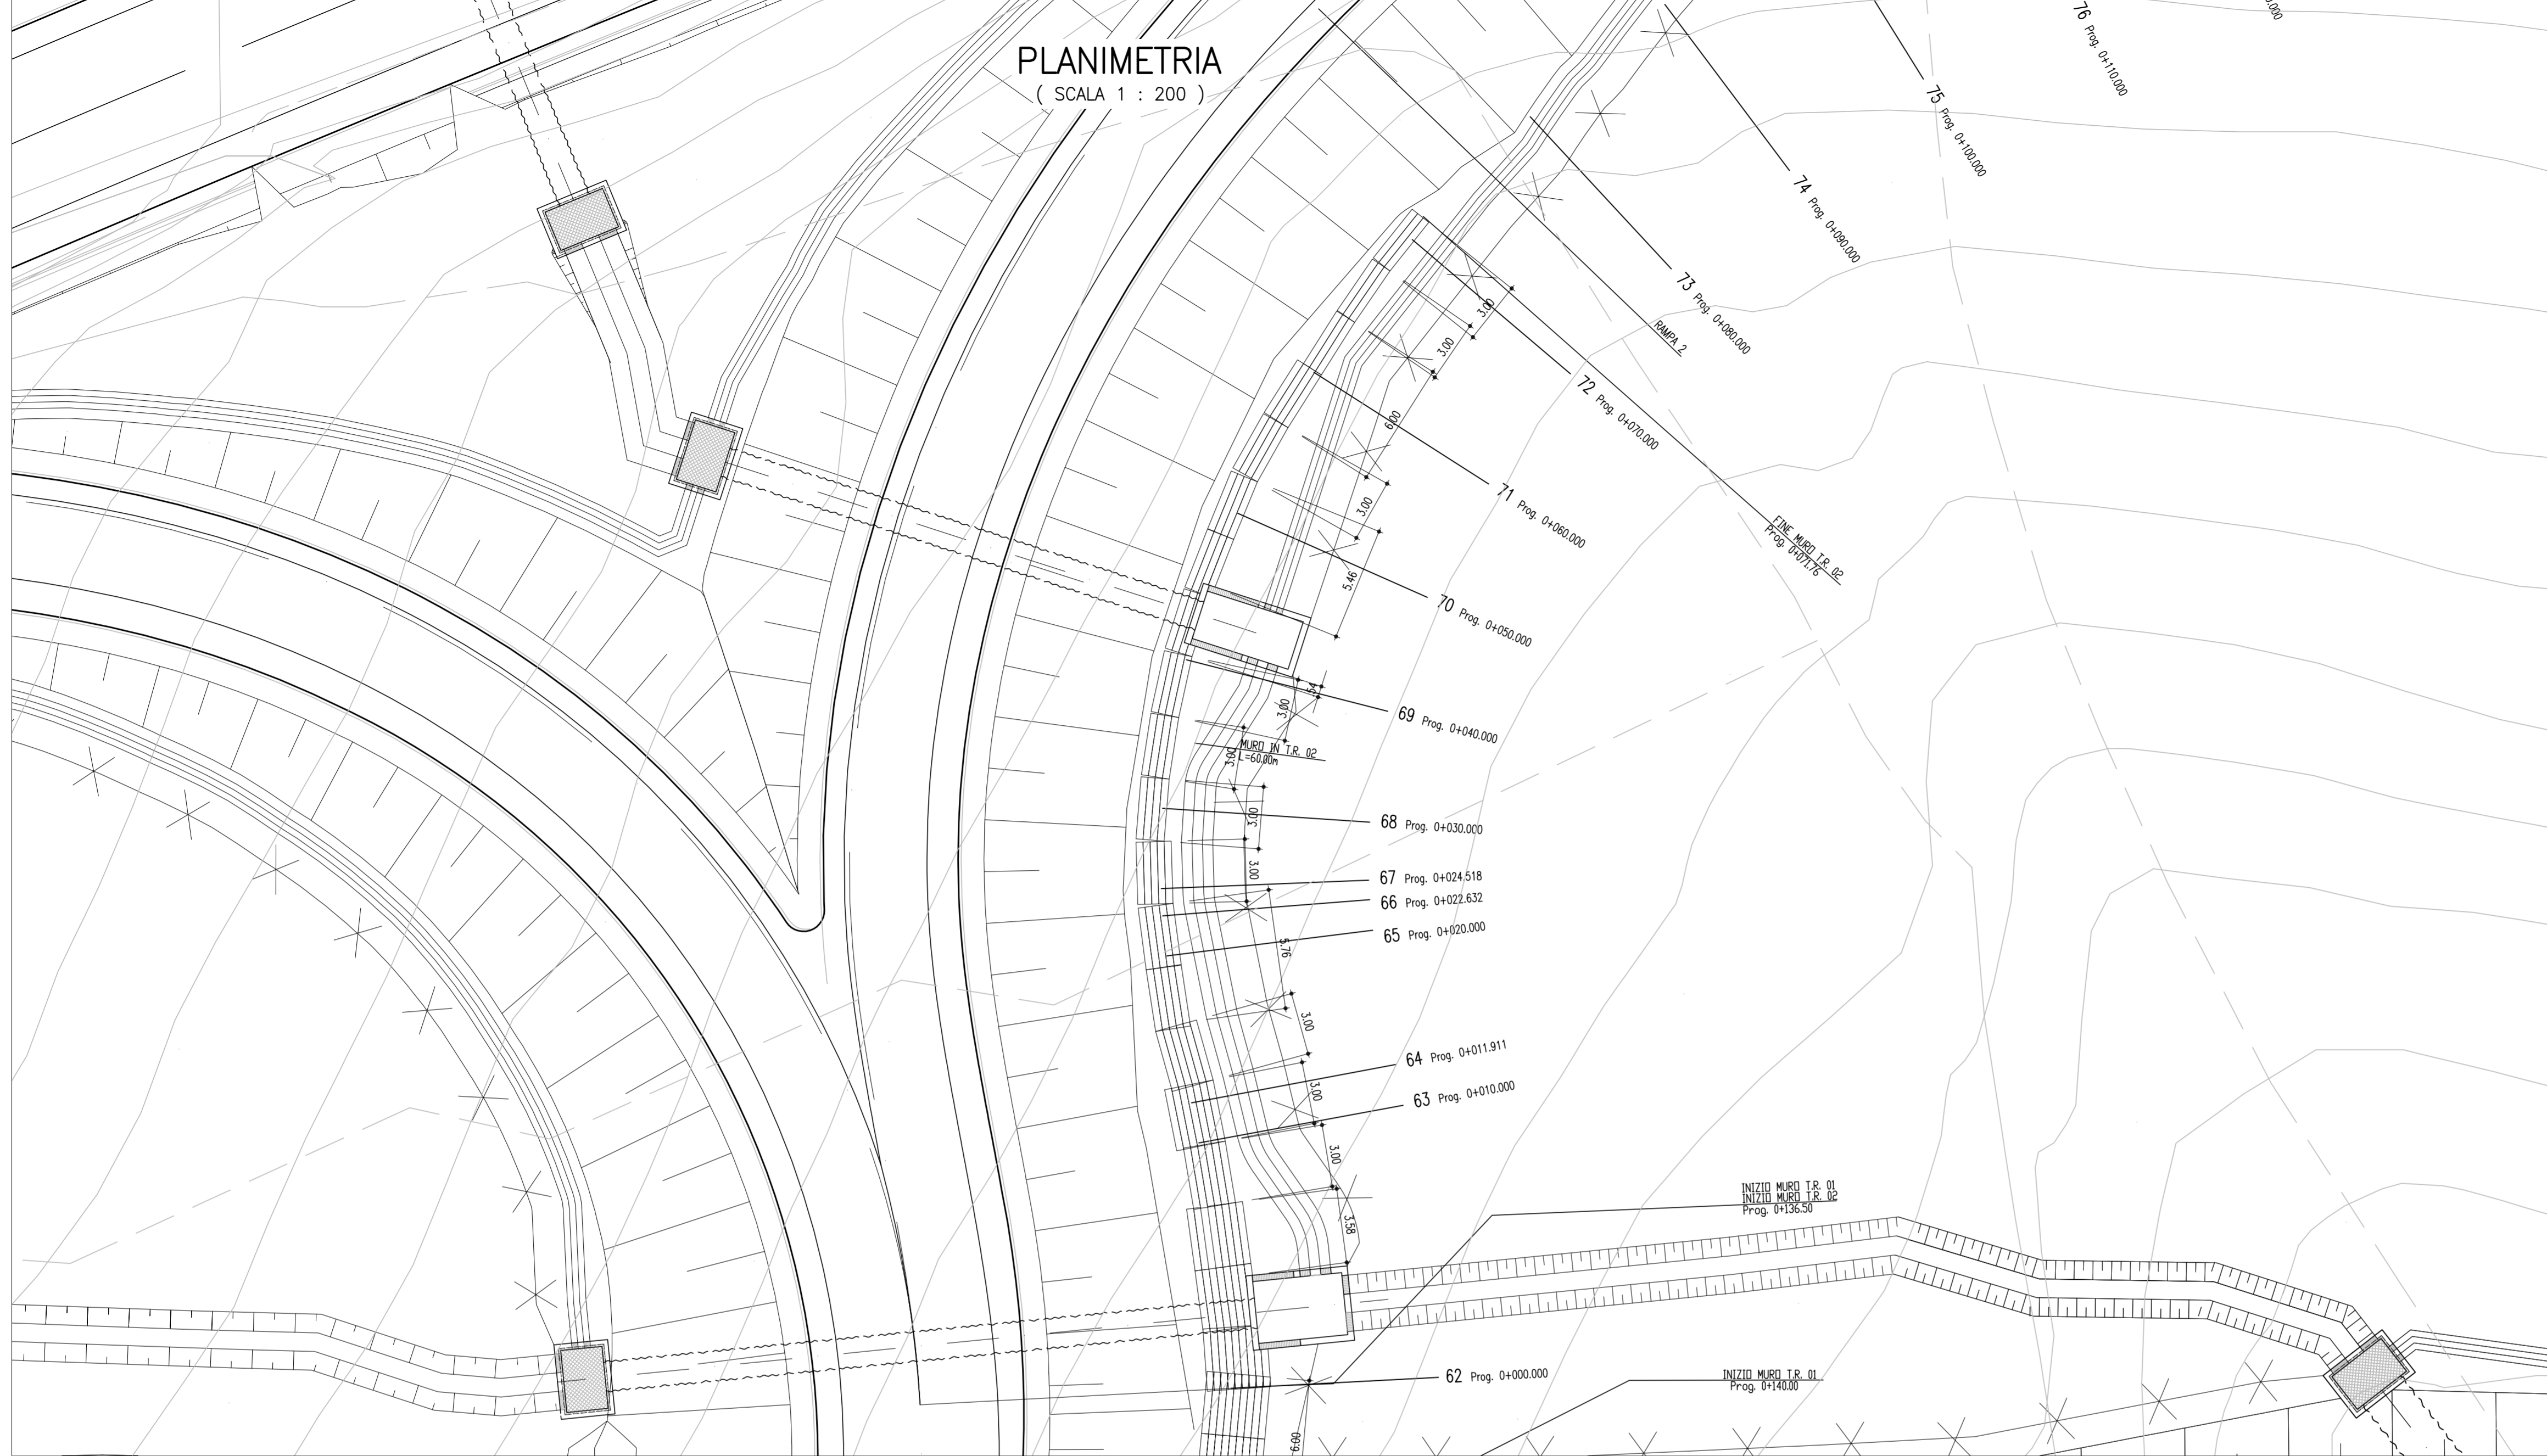 PLANIMETRIA
( SCALA 1 : 200 )
76 Prog. 0+110.000
75 Prog. 0+100.000
74 Prog. 0+090.000
73 Prog. 0+080.000
RAMPA 2
72 Prog. 0+070.000
FINE MURO T.R. 02
Prog. 0+071.76
71 Prog. 0+060.000
70 Prog. 0+050.000
69 Prog. 0+040.000
3.00
3.00
6.00
3.00
5.46
3.00
MURO IN T.R. 02
L=60.00m
3.00
68 Prog. 0+030.000
3.00
3.00
67 Prog. 0+024.518
66 Prog. 0+022.632
65 Prog. 0+020.000
5.76
3.00
64 Prog. 0+011.911
3.00
63 Prog. 0+010.000
3.00
3.58
INIZIO MURO T.R. 01
INIZIO MURO T.R. 02
Prog. 0+136.50
62 Prog. 0+000.000
INIZIO MURO T.R. 01
Prog. 0+140.00
6.00